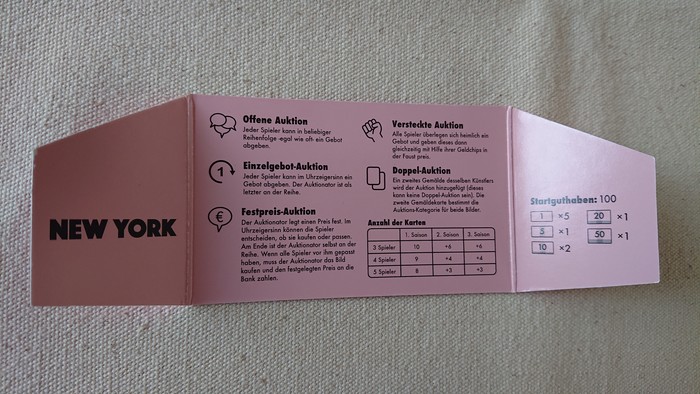 NEW YORK
Offene Auktion
Jeder Spieler kann in beliebiger
Reihenfolge -egal wie oft- ein Gebot
abgeben.
1
Einzelgebot-Auktion
Jeder Spieler kann im Uhrzeigersinn ein
Gebot abgeben. Der Auktionator ist als
letzter an der Reihe.
€
Festpreis-Auktion
Der Auktionator legt einen Preis fest. Im
Uhrzeigersinn können die Spieler
entscheiden, ob sie kaufen oder passen.
Am Ende ist der Auktionator selbst an der
Reihe. Wenn alle Spieler vor ihm gepasst
haben, muss der Auktionator das Bild
kaufen und den festgelegten Preis an die
Bank zahlen.
Versteckte Auktion
Alle Spieler überlegen sich heimlich ein
Gebot und geben dieses dann
gleichzeitig mit Hilfe ihrer Geldchips in
der Faust preis.
Doppel-Auktion
Ein zweites Gemälde desselben Künstlers
wird der Auktion hinzugefügt (dieses
kann keine Doppel-Auktion sein). Die
zweite Gemäldekarte bestimmt die
Auktions-Kategorie für beide Bilder.
Anzahl der Karten
1. Saison 2. Saison 3. Saison
3 Spieler 10 +6 +6
4 Spieler 9 +4 +4
5 Spieler 8 +3 +3
Startguthaben: 100
1 ×5 20 ×1
5 ×1 50 ×1
10 ×2